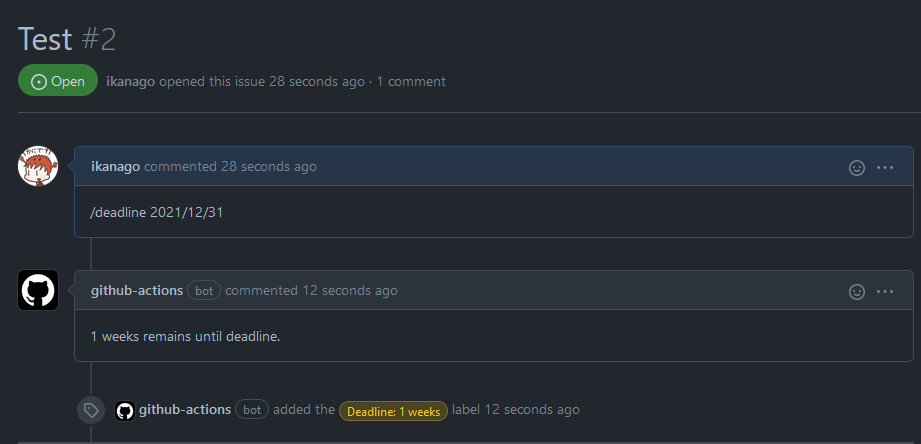 Test #2
Open ikanago opened this issue 28 seconds ago · 1 comment
ikanago commented 28 seconds ago
/deadline 2021/12/31
github-actions bot commented 12 seconds ago
1 weeks remains until deadline.
github-actions bot added the Deadline: 1 weeks label 12 seconds ago